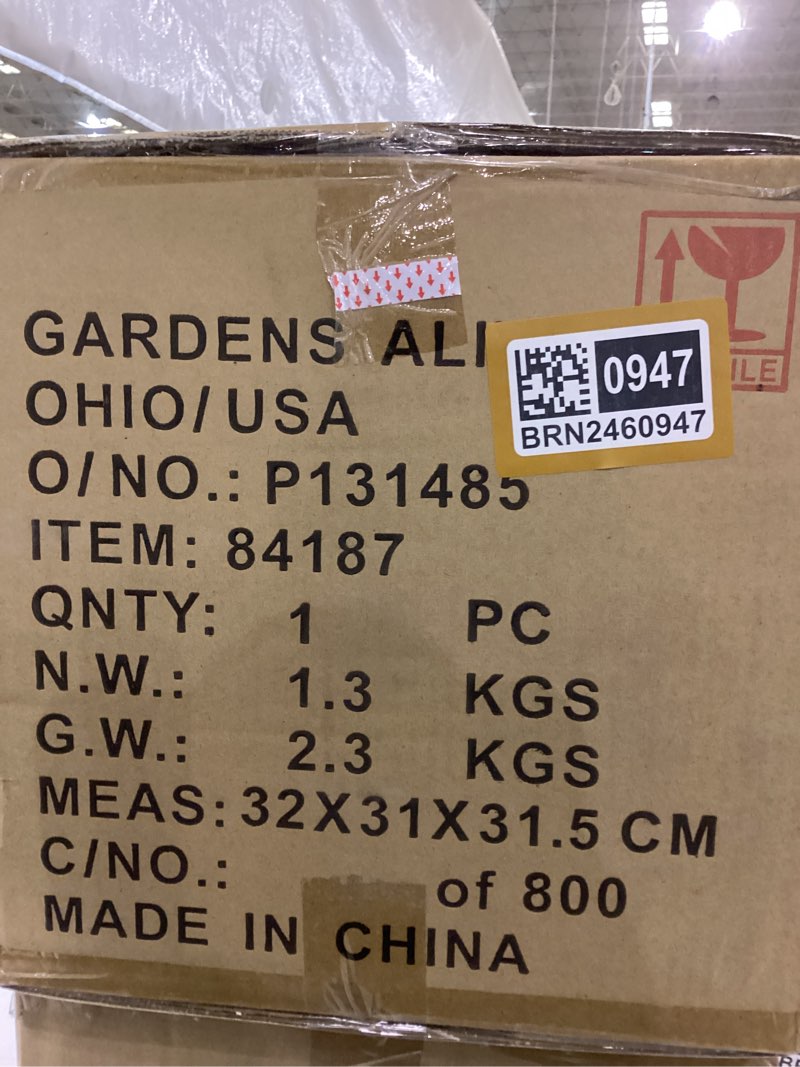 GARDENS ALI
OHIO/USA
O/NO.: P131485
ITEM: 84187
QNTY: 1 PC
N.W.: 1.3 KGS
G.W.: 2.3 KGS
MEAS: 32X31X31.5 CM
C/NO.: of 800
MADE IN CHINA
0947
BRN2460947
ILE